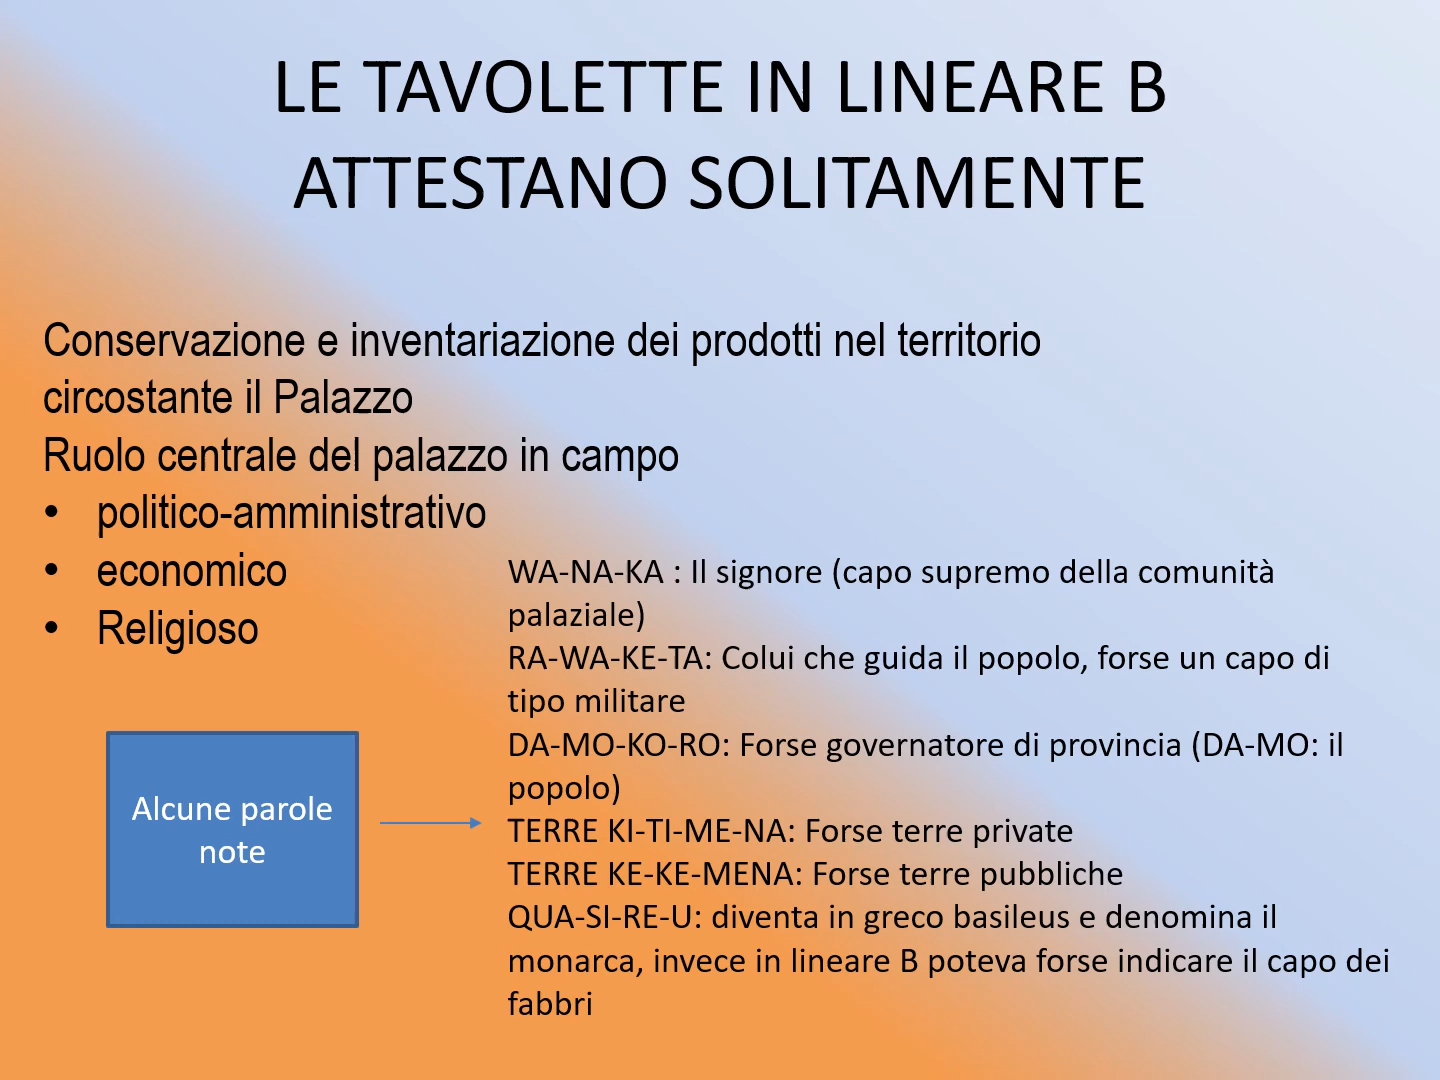 LE TAVOLETTE IN LINEARE B
ATTESTANO SOLITAMENTE
Conservazione e inventariazione dei prodotti nel territorio
circostante il Palazzo
Ruolo centrale del palazzo in campo
• politico-amministrativo
• economico
• Religioso
Alcune parole
note
WA-NA-KA : Il signore (capo supremo della comunità
palaziale)
RA-WA-KE-TA: Colui che guida il popolo, forse un capo di
tipo militare
DA-MO-KO-RO: Forse governatore di provincia (DA-MO: il
popolo)
TERRE KI-TI-ME-NA: Forse terre private
TERRE KE-KE-MENA: Forse terre pubbliche
QUA-SI-RE-U: diventa in greco basileus e denomina il
monarca, invece in lineare B poteva forse indicare il capo dei
fabbri